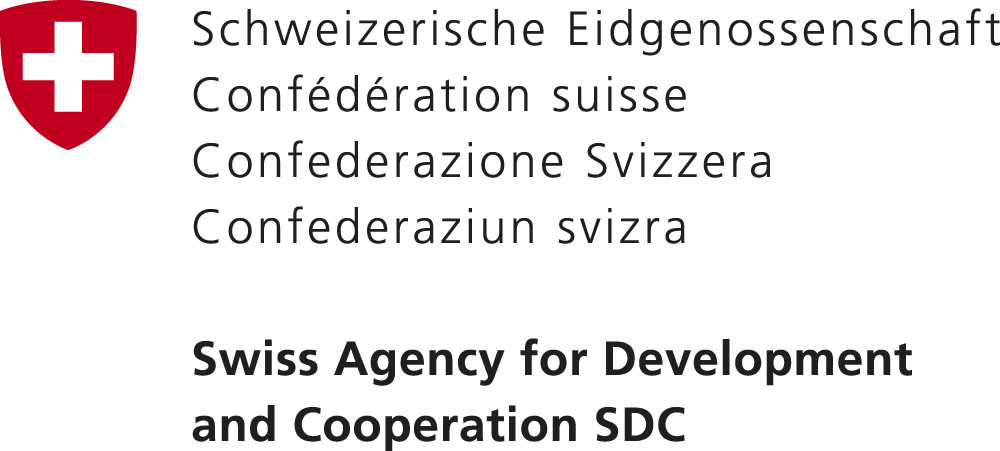 Schweizerische Eidgenossenschaft
Confédération suisse
Confederazione Svizzera
Confederaziun svizra
Swiss Agency for Development
and Cooperation SDC